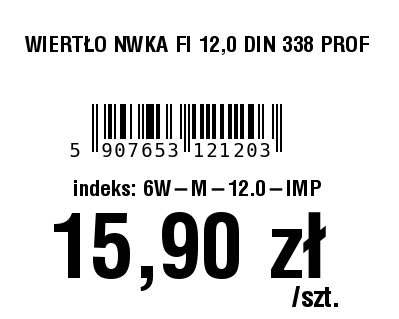 WIERTŁO NWKA FI 12,0 DIN 338 PROF
5 907653 121203
indeks: 6W–M–12.0–IMP
15,90 zł
/szt.